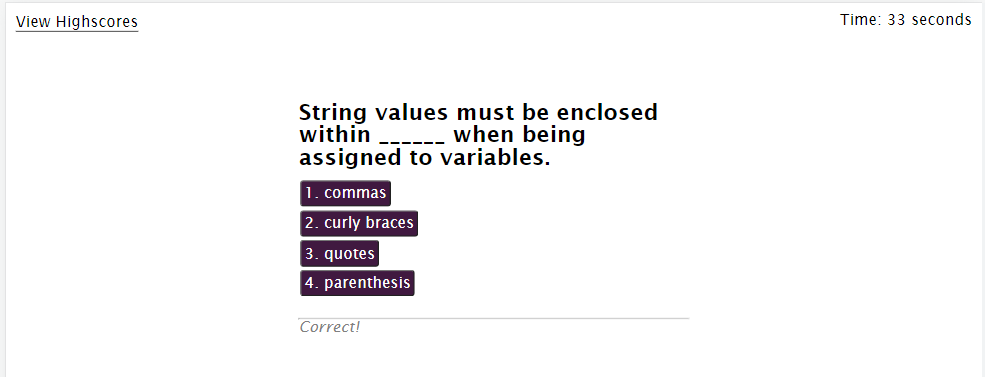 View Highscores
Time: 33 seconds
String values must be enclosed
within ______ when being
assigned to variables.
1. commas
2. curly braces
3. quotes
4. parenthesis
Correct!